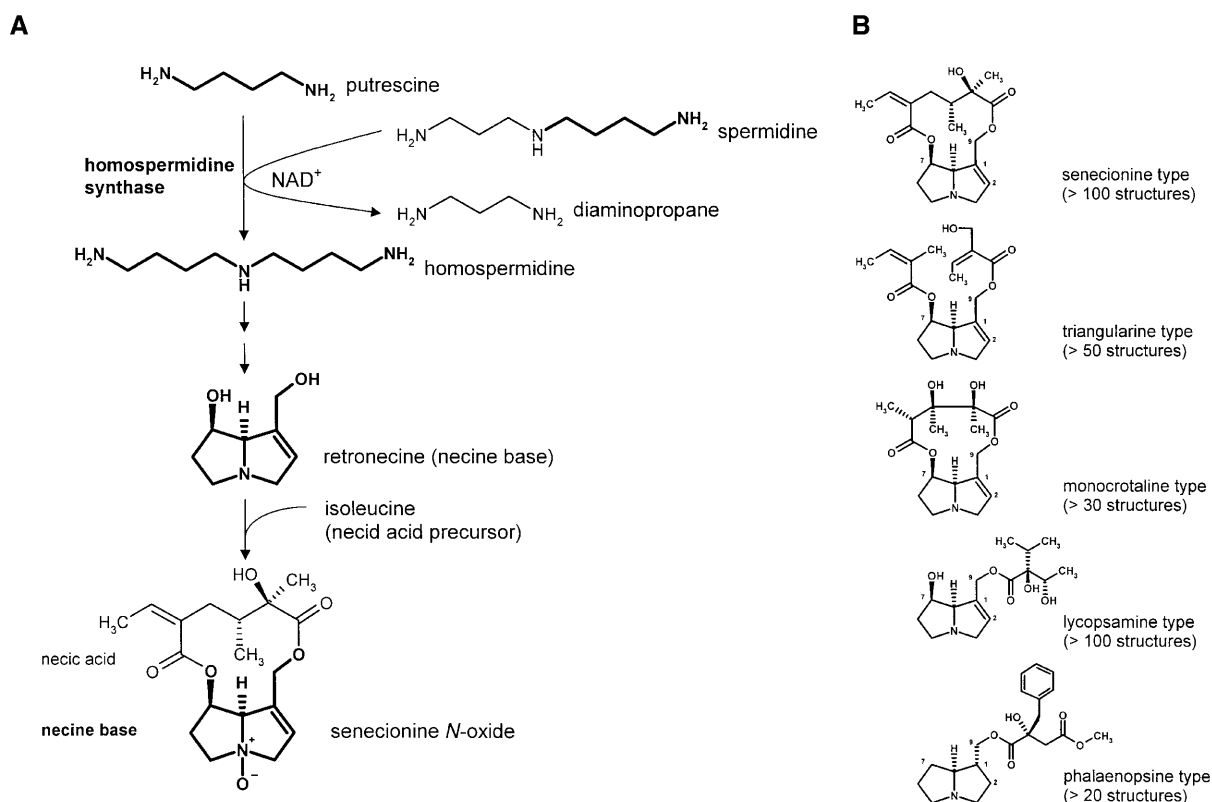 A
H₂N
NH₂
putrescine
H₂N
N
H
NH₂
spermidine
homospermidine
synthase
NAD⁺
H₂N
NH₂
diaminopropane
H₂N
N
H
NH₂
homospermidine
OH
H
OH
N
retronecine (necine base)
isoleucine
(necid acid precursor)
HO
CH₃
H₃C
O
CH₃
necic acid
O
O
O
H
necine base
N⁺
O⁻
senecionine N-oxide
B
HO
CH₃
H₃C
O
CH₃
O
O
O
H
9
7
1
2
N
senecionine type
(> 100 structures)
HO
H₃C
CH₃
O
H₃C
O
O
O
H
9
7
1
2
N
triangularine type
(> 50 structures)
OH
OH
H₃C
O
CH₃
CH₃
O
O
O
H
9
7
1
2
N
monocrotaline type
(> 30 structures)
H₃C
CH₃
OH
H
9
O
CH₃
O
OH
OH
7
1
2
N
lycopsamine type
(> 100 structures)
HO
O
O
CH₃
O
O
9
H
7
1
2
N
phalaenopsine type
(> 20 structures)